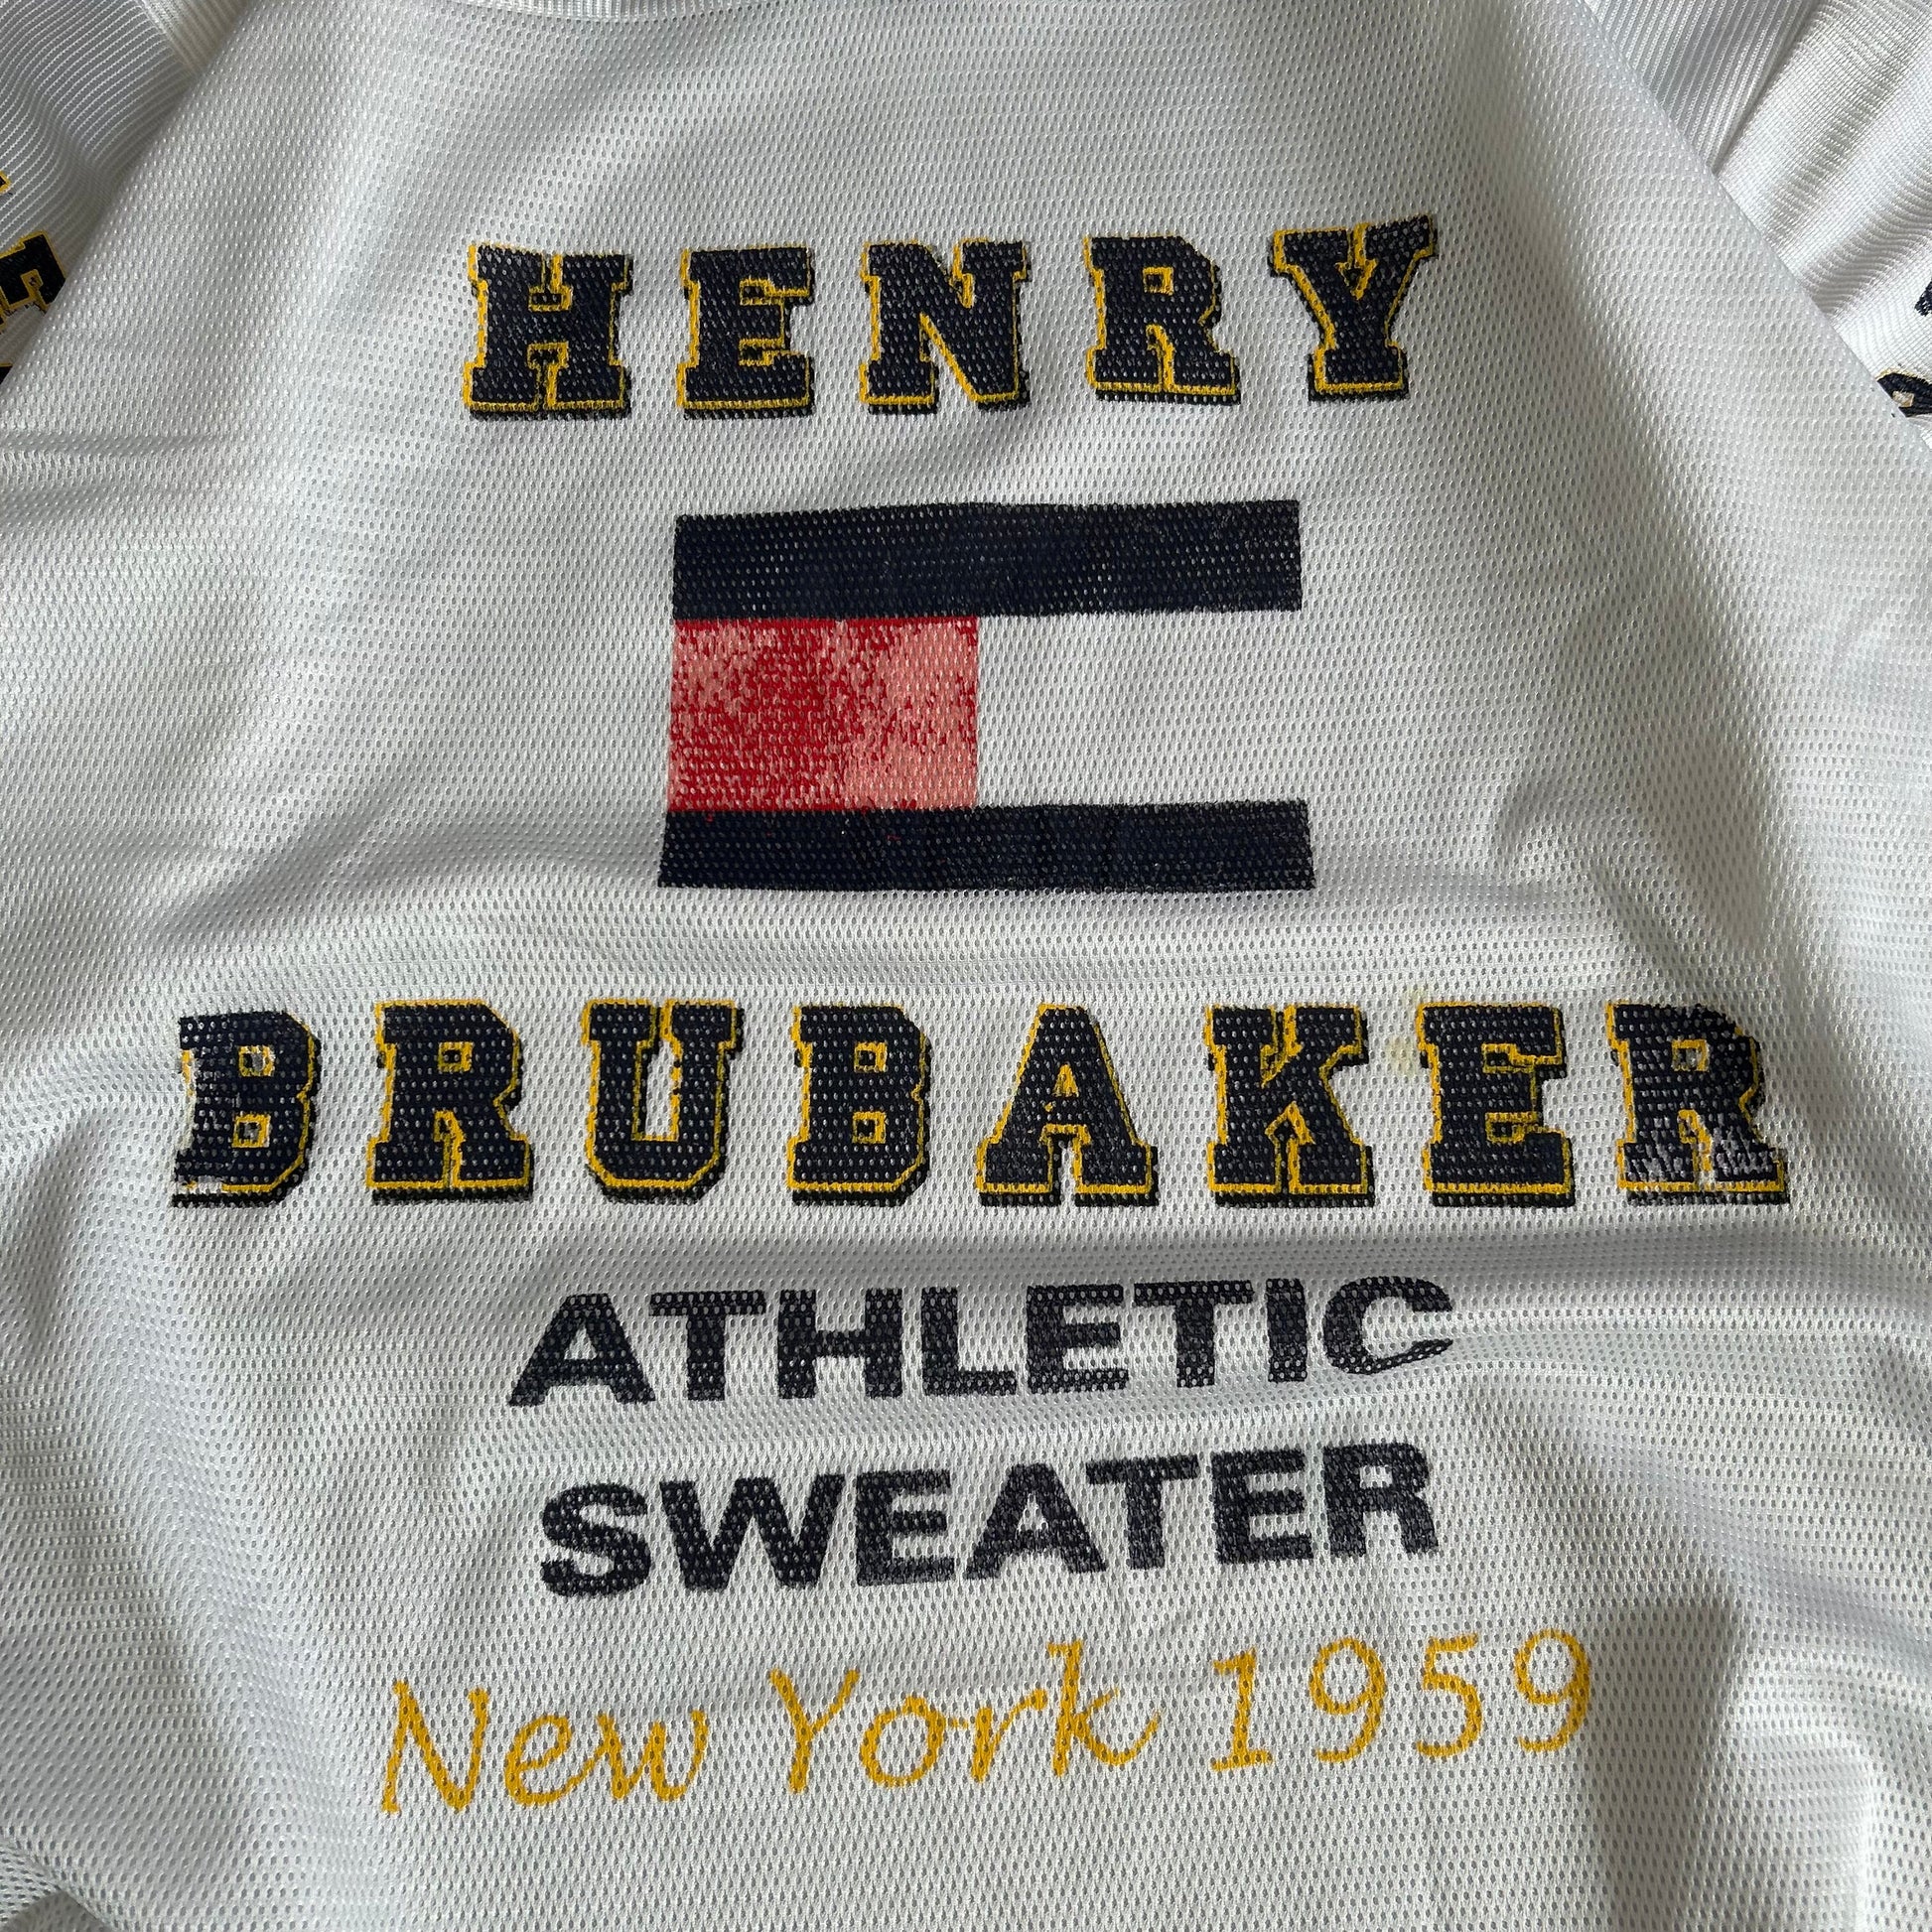 HENRY
BRUBAKER
ATHLETIC
SWEATER
New York 1959